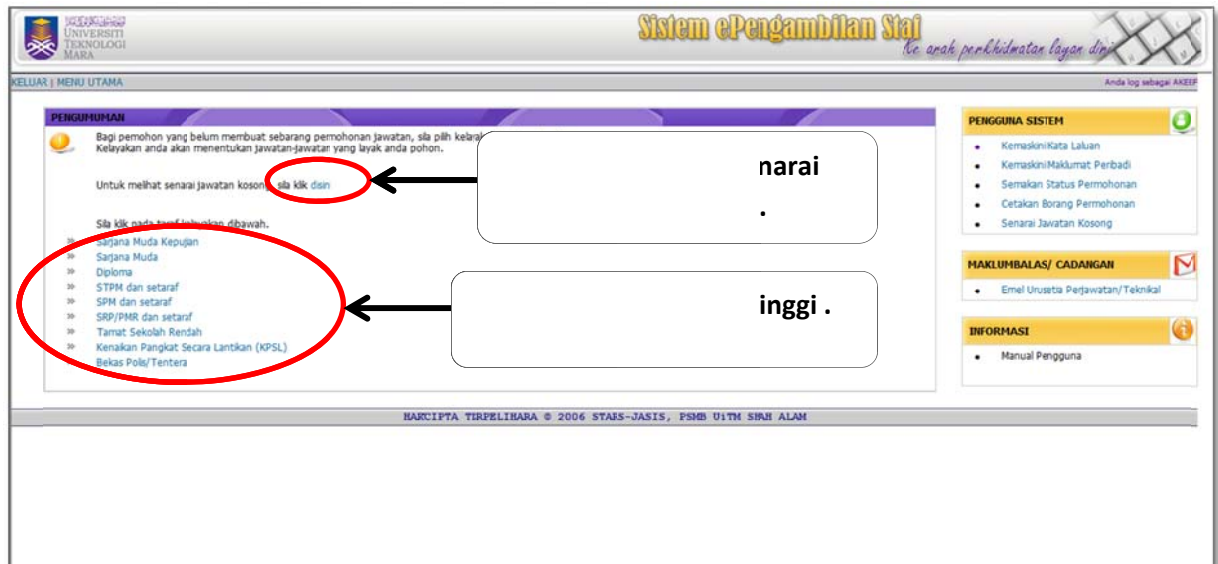 UNIVERSITI
TEKNOLOGI
MARA
Sistem ePengambilan Staf
Ke arah perkhidmatan layan diri
KELUAR | MENU UTAMA
Anda log sebagai AKEEF
PENGUMUMAN
Bagi pemohon yang belum membuat sebarang permohonan jawatan, sila pilih
Kelayakan anda akan menentukan jawatan-jawatan yang layak anda pohon.
Untuk melihat senarai jawatan kosong, sila klik disin
narai
.
Sila klik pada taraf kelayakan dibawah.
Sarjana Muda Kepujian
Sarjana Muda
Diploma
STPM dan setaraf
SPM dan setaraf
SRP/PMR dan setaraf
Tamat Sekolah Rendah
Kenaikan Pangkat Secara Lantikan (KPSL)
Bekas Polis/Tentera
inggi .
PENGGUNA SISTEM
Kemaskini Kata Laluan
Kemaskini Maklumat Peribadi
Semakan Status Permohonan
Cetakan Borang Permohonan
Senarai Jawatan Kosong
MAKLUMBALAS/ CADANGAN
Emel Urusetia Perjawatan/Teknikal
INFORMASI
Manual Pengguna
HAKCIPTA TERPELIHARA © 2006 STARS-JASIS, PSMB UiTM SHAH ALAM